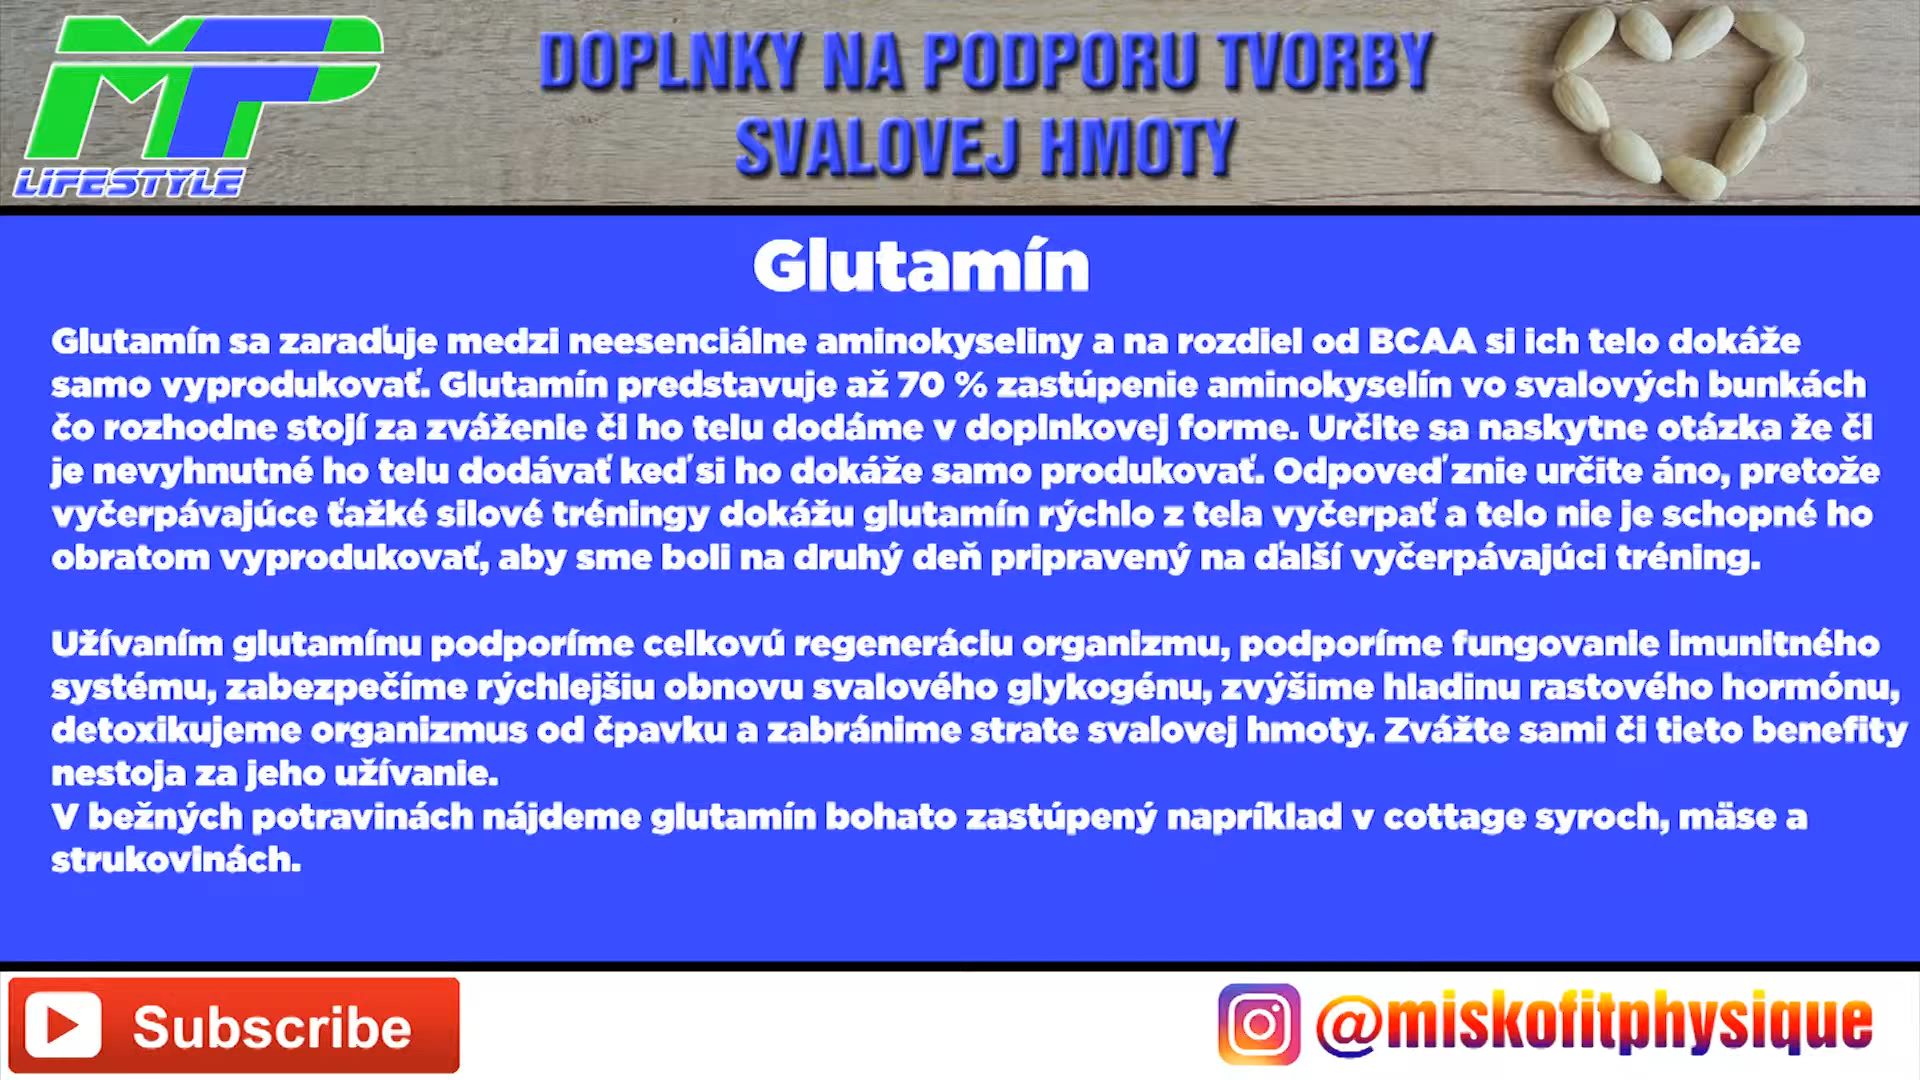 MP
LIFESTYLE
DOPLNKY NA PODPORU TVORBY
SVALOVEJ HMOTY
Glutamín
Glutamín sa zaraďuje medzi neesenciálne aminokyseliny a na rozdiel od BCAA si ich telo dokáže
samo vyprodukovať. Glutamín predstavuje až 70 % zastúpenie aminokyselín vo svalových bunkách
čo rozhodne stojí za zváženie či ho telu dodáme v doplnkovej forme. Určite sa naskytne otázka že či
je nevyhnutné ho telu dodávať keď si ho dokáže samo produkovať. Odpoveď znie určite áno, pretože
vyčerpávajúce ťažké silové tréningy dokážu glutamín rýchlo z tela vyčerpať a telo nie je schopné ho
obratom vyprodukovať, aby sme boli na druhý deň pripravený na ďalší vyčerpávajúci tréning.
Užívaním glutamínu podporíme celkovú regeneráciu organizmu, podporíme fungovanie imunitného
systému, zabezpečíme rýchlejšiu obnovu svalového glykogénu, zvýšime hladinu rastového hormónu,
detoxikujeme organizmus od čpavku a zabránime strate svalovej hmoty. Zvážte sami či tieto benefity
nestoja za jeho užívanie.
V bežných potravinách nájdeme glutamín bohato zastúpený napríklad v cottage syroch, mäse a
strukovinách.
Subscribe
@miskofitphysique